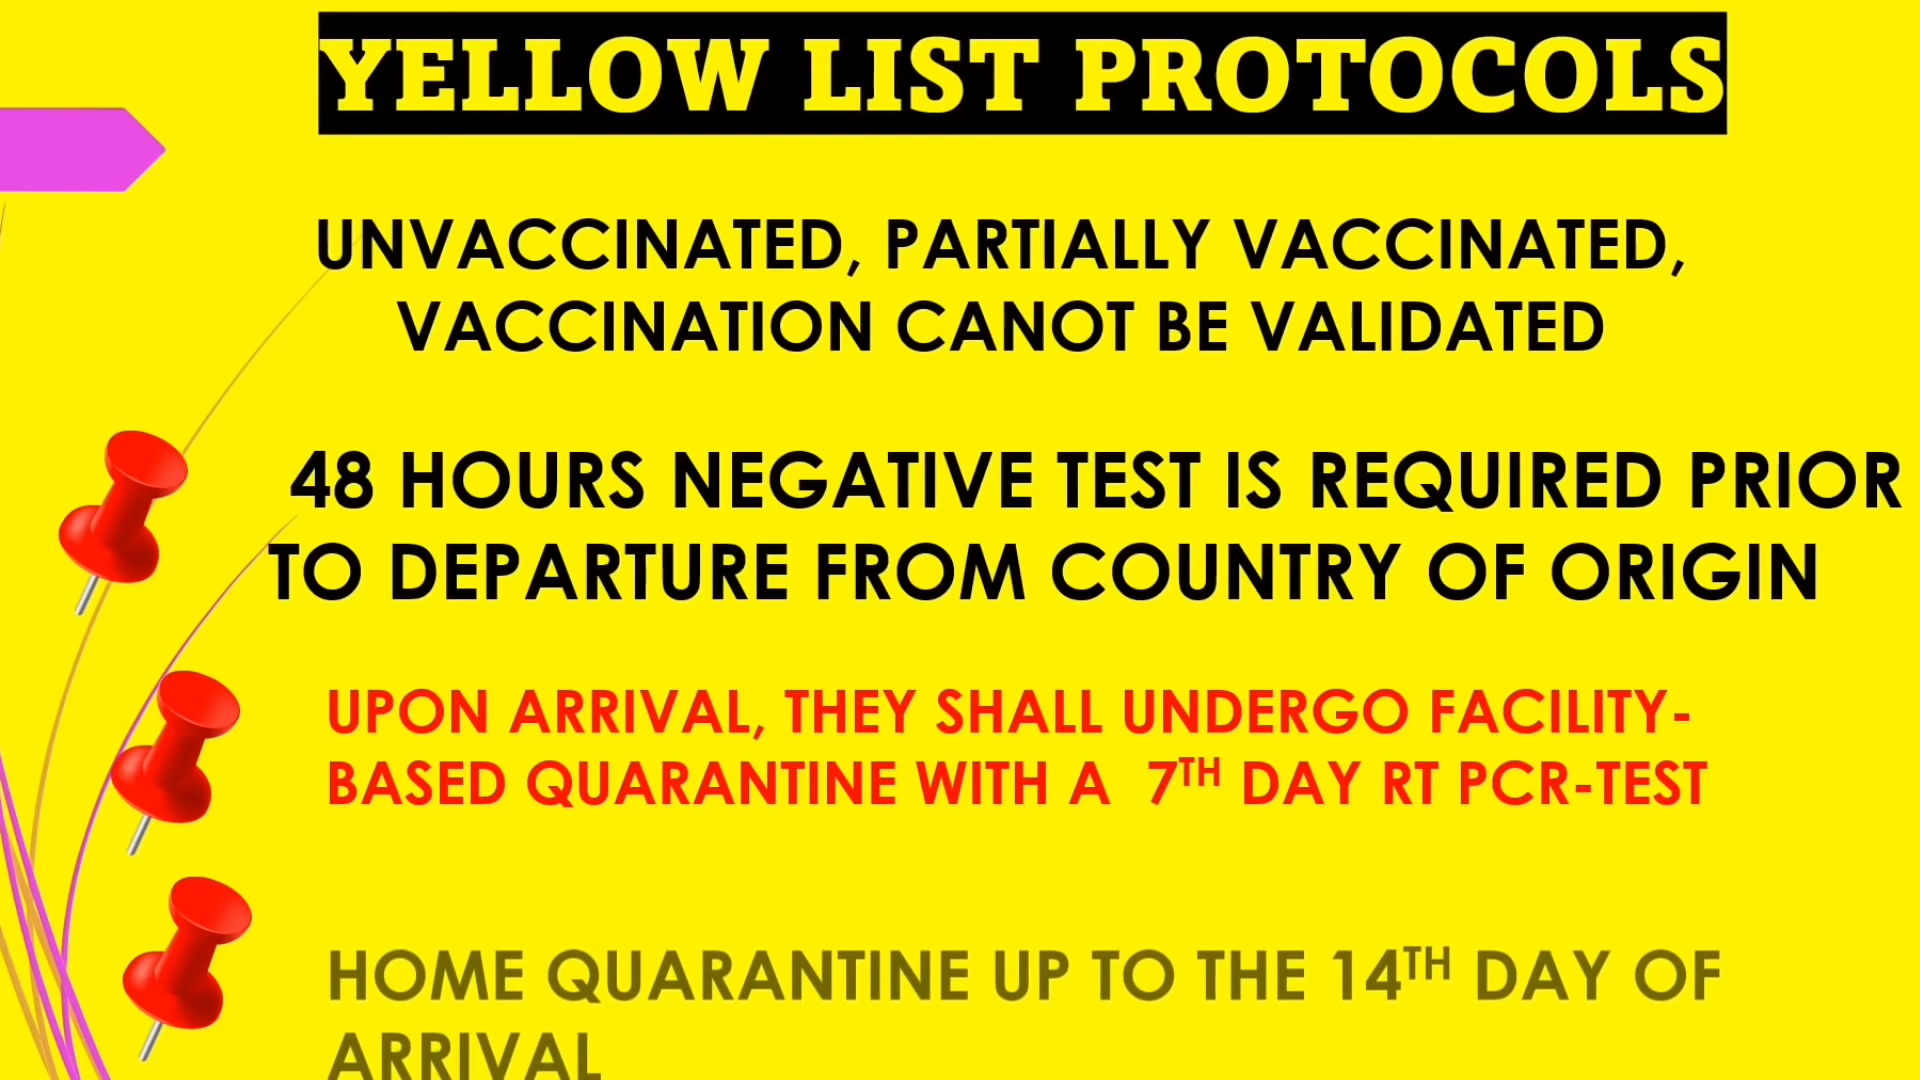 YELLOW LIST PROTOCOLS
UNVACCINATED, PARTIALLY VACCINATED,
VACCINATION CANOT BE VALIDATED
48 HOURS NEGATIVE TEST IS REQUIRED PRIOR
TO DEPARTURE FROM COUNTRY OF ORIGIN
UPON ARRIVAL, THEY SHALL UNDERGO FACILITY-
BASED QUARANTINE WITH A 7TH DAY RT PCR-TEST
HOME QUARANTINE UP TO THE 14TH DAY OF
ARRIVAL